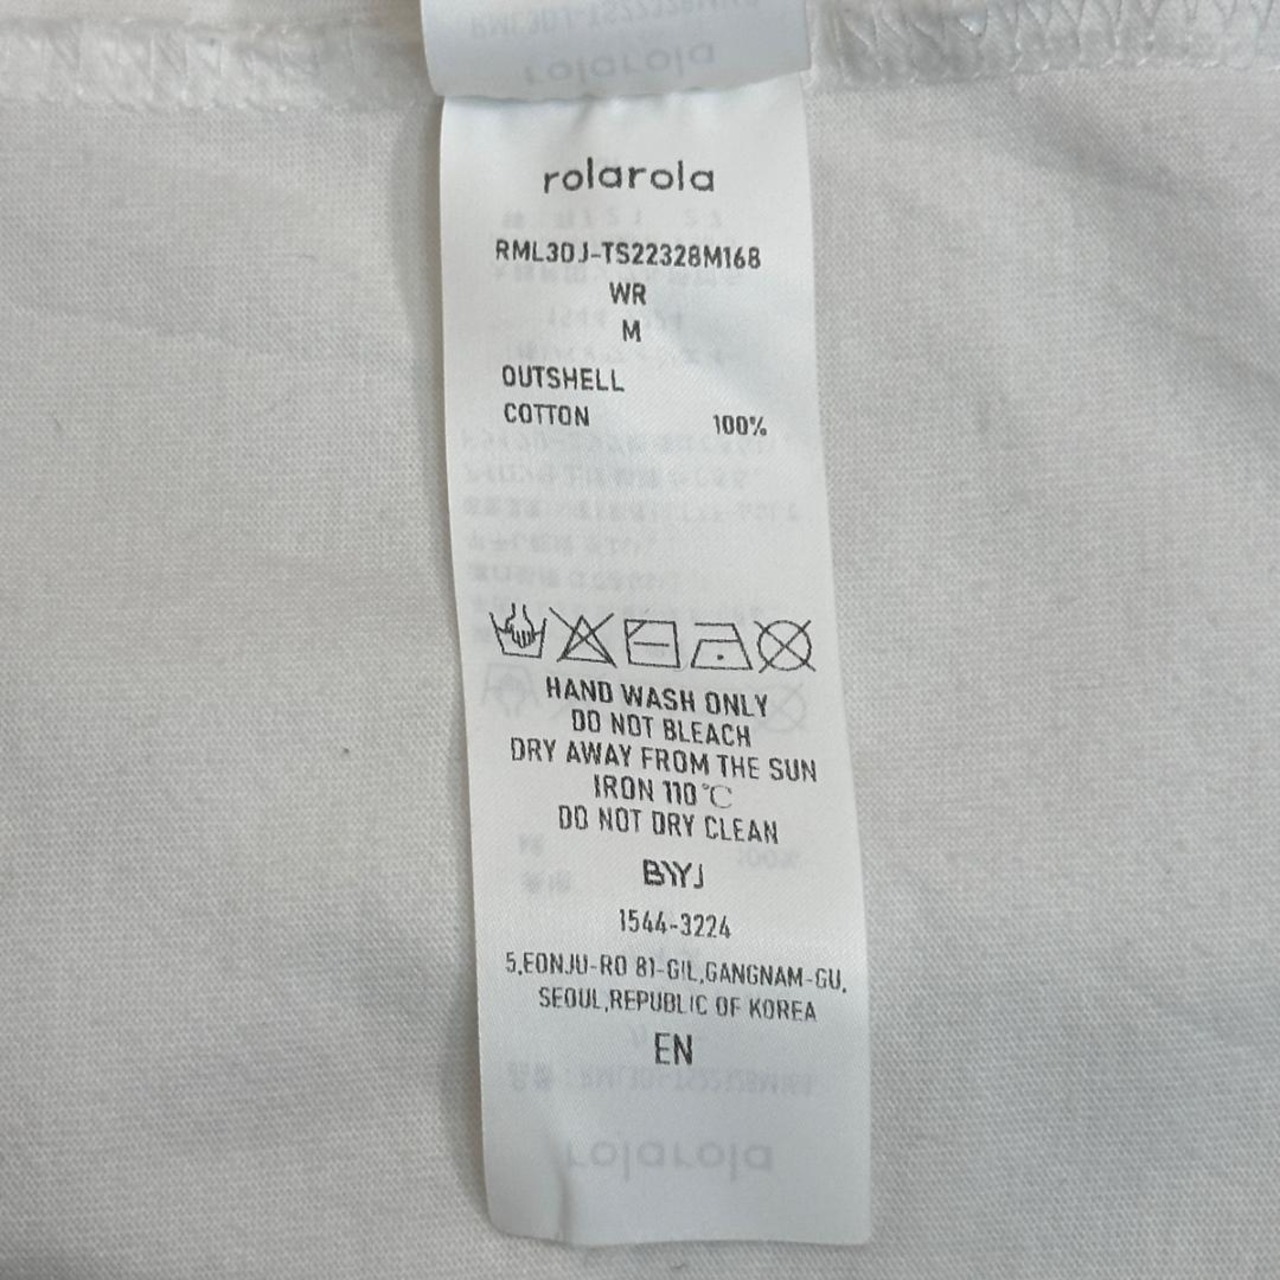 rolarola
RML3DJ-TS22328M168
WR
M
OUTSHELL
COTTON 100%
HAND WASH ONLY
DO NOT BLEACH
DRY AWAY FROM THE SUN
IRON 110℃
DO NOT DRY CLEAN
BYYJ
1544-3224
5,EONJU-RO 81-GIL,GANGNAM-GU,
SEOUL,REPUBLIC OF KOREA
EN